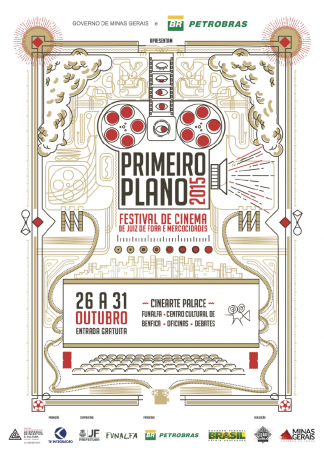 GOVERNO DE MINAS GERAIS e BR PETROBRAS
APRESENTAM
PRIMEIRO
PLANO 2015
FESTIVAL DE CINEMA
DE JUIZ DE FORA E MERCOCIDADES
26 A 31
OUTUBRO
ENTRADA GRATUITA
CINEARTE PALACE
FUNALFA • CENTRO CULTURAL DE
BENFICA • OFICINAS • DEBATES
JF
PREFEITURA
FUNALFA
BR PETROBRAS
BRASIL
MINAS
GERAIS